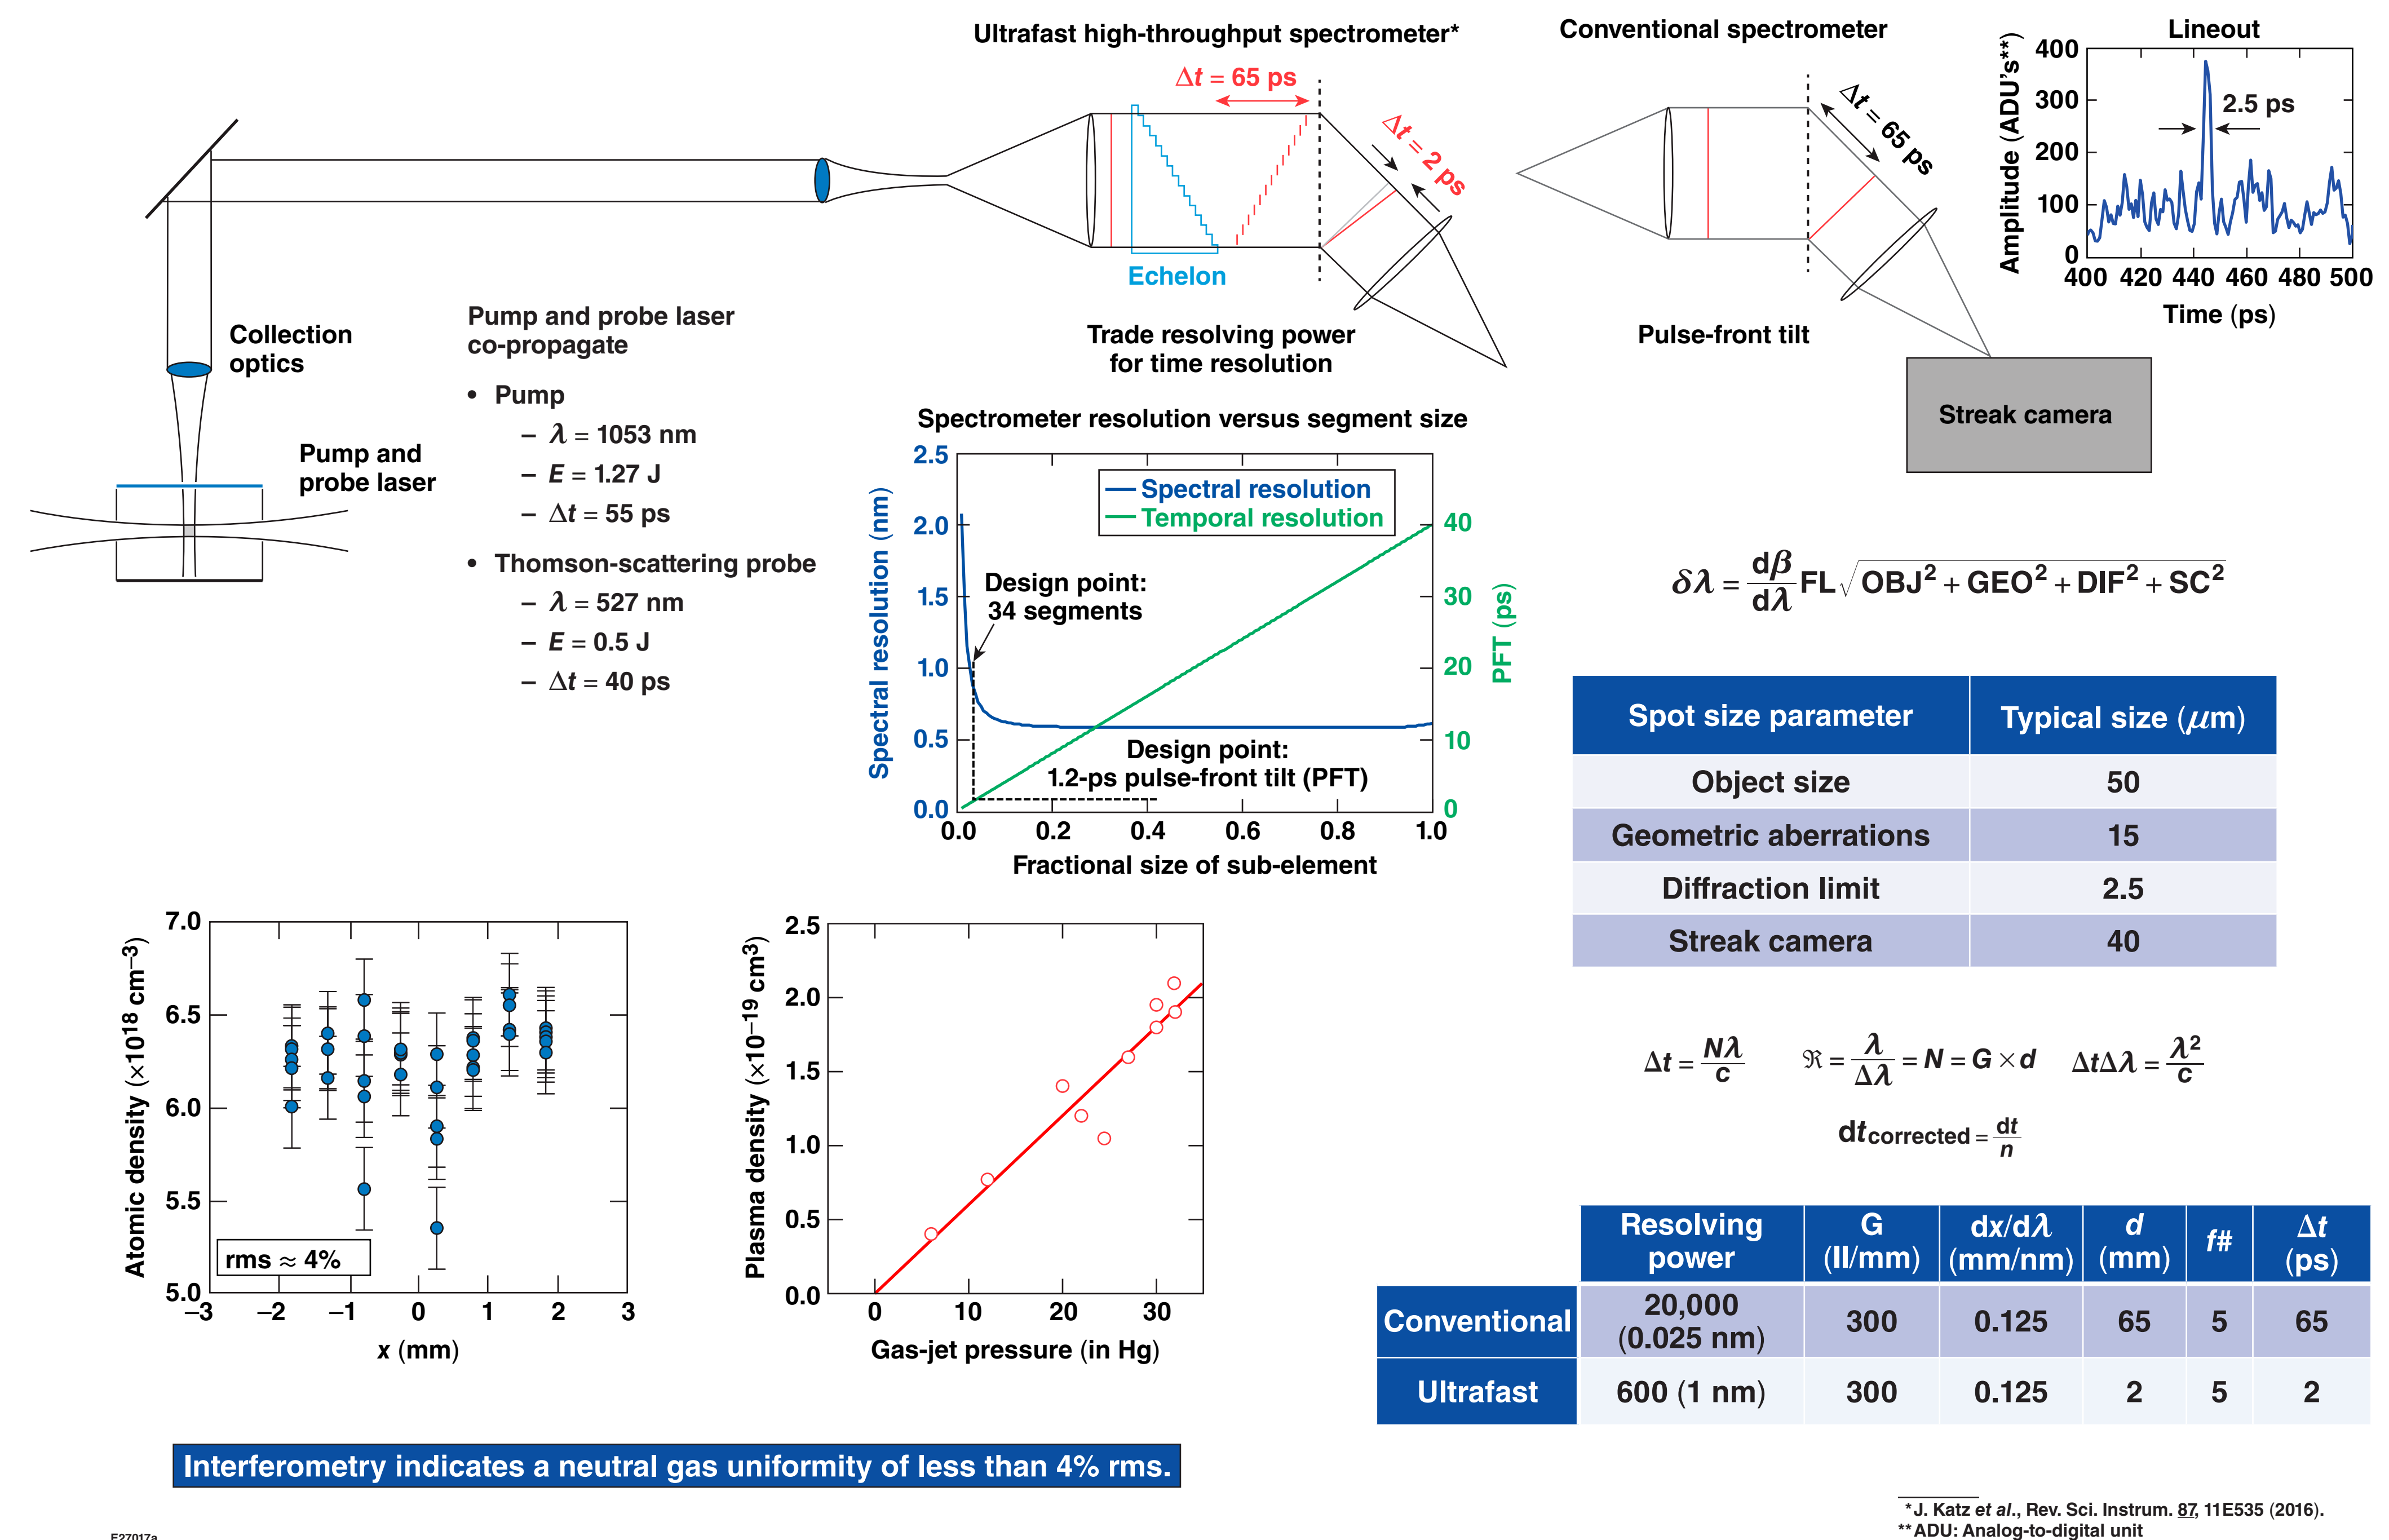 Ultrafast high-throughput spectrometer*
Δt = 65 ps
Δt = 2 ps
Echelon
Trade resolving power
for time resolution
Conventional spectrometer
Δt = 65 ps
Pulse-front tilt
Streak camera
Lineout
Amplitude (ADU's**)
400
300
200
100
0
2.5 ps
400 420 440 460 480 500
Time (ps)
Collection
optics
Pump and
probe laser
Pump and probe laser
co-propagate
• Pump
– λ = 1053 nm
– E = 1.27 J
– Δt = 55 ps
• Thomson-scattering probe
– λ = 527 nm
– E = 0.5 J
– Δt = 40 ps
Spectrometer resolution versus segment size
Spectral resolution (nm)
2.5
2.0
1.5
1.0
0.5
0.0
Spectral resolution
Temporal resolution
Design point:
34 segments
Design point:
1.2-ps pulse-front tilt (PFT)
40
30
20
10
0
PFT (ps)
0.0 0.2 0.4 0.6 0.8 1.0
Fractional size of sub-element
δλ = dβ/dλ FL√OBJ² + GEO² + DIF² + SC²
Spot size parameter Typical size (μm)
Object size 50
Geometric aberrations 15
Diffraction limit 2.5
Streak camera 40
Δt = Nλ/c ℜ = λ/Δλ = N = G × d ΔtΔλ = λ²/c
dt corrected = dt/n
Resolving power G (ll/mm) dx/dλ (mm/nm) d (mm) f# Δt (ps)
Conventional 20,000 (0.025 nm) 300 0.125 65 5 65
Ultrafast 600 (1 nm) 300 0.125 2 5 2
Atomic density (×10¹⁸ cm⁻³)
7.0
6.5
6.0
5.5
5.0
rms ≈ 4%
–3 –2 –1 0 1 2 3
x (mm)
Plasma density (×10⁻¹⁹ cm³)
2.5
2.0
1.5
1.0
0.5
0.0
0 10 20 30
Gas-jet pressure (in Hg)
Interferometry indicates a neutral gas uniformity of less than 4% rms.
*J. Katz et al., Rev. Sci. Instrum. 87, 11E535 (2016).
**ADU: Analog-to-digital unit
E27017a